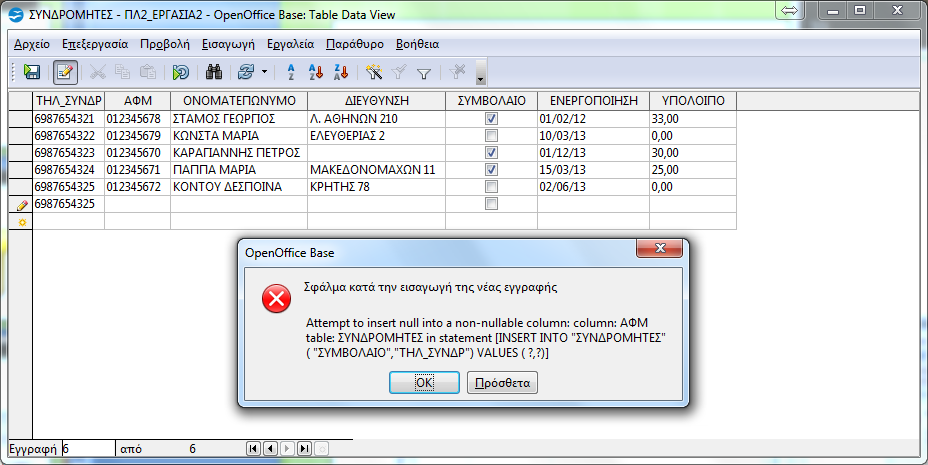 ΣΥΝΔΡΟΜΗΤΕΣ - ΠΛ2_ΕΡΓΑΣΙΑ2 - OpenOffice Base: Table Data View
Αρχείο Επεξεργασία Προβολή Εισαγωγή Εργαλεία Παράθυρο Βοήθεια
ΤΗΛ_ΣΥΝΔΡ ΑΦΜ ΟΝΟΜΑΤΕΠΩΝΥΜΟ ΔΙΕΥΘΥΝΣΗ ΣΥΜΒΟΛΑΙΟ ΕΝΕΡΓΟΠΟΙΗΣΗ ΥΠΟΛΟΙΠΟ
6987654321 012345678 ΣΤΑΜΟΣ ΓΕΩΡΓΙΟΣ Λ. ΑΘΗΝΩΝ 210 01/02/12 33,00
6987654322 012345679 ΚΩΝΣΤΑ ΜΑΡΙΑ ΕΛΕΥΘΕΡΙΑΣ 2 10/03/13 0,00
6987654323 012345670 ΚΑΡΑΓΙΑΝΝΗΣ ΠΕΤΡΟΣ 01/12/13 30,00
6987654324 012345671 ΠΑΠΠΑ ΜΑΡΙΑ ΜΑΚΕΔΟΝΟΜΑΧΩΝ 11 15/03/13 25,00
6987654325 012345672 ΚΟΝΤΟΥ ΔΕΣΠΟΙΝΑ ΚΡΗΤΗΣ 78 02/06/13 0,00
6987654325
OpenOffice Base
Σφάλμα κατά την εισαγωγή της νέας εγγραφής
Attempt to insert null into a non-nullable column: column: ΑΦΜ
table: ΣΥΝΔΡΟΜΗΤΕΣ in statement [INSERT INTO "ΣΥΝΔΡΟΜΗΤΕΣ"
( "ΣΥΜΒΟΛΑΙΟ","ΤΗΛ_ΣΥΝΔΡ") VALUES ( ?,?)]
OK Πρόσθετα
Εγγραφή 6 από 6